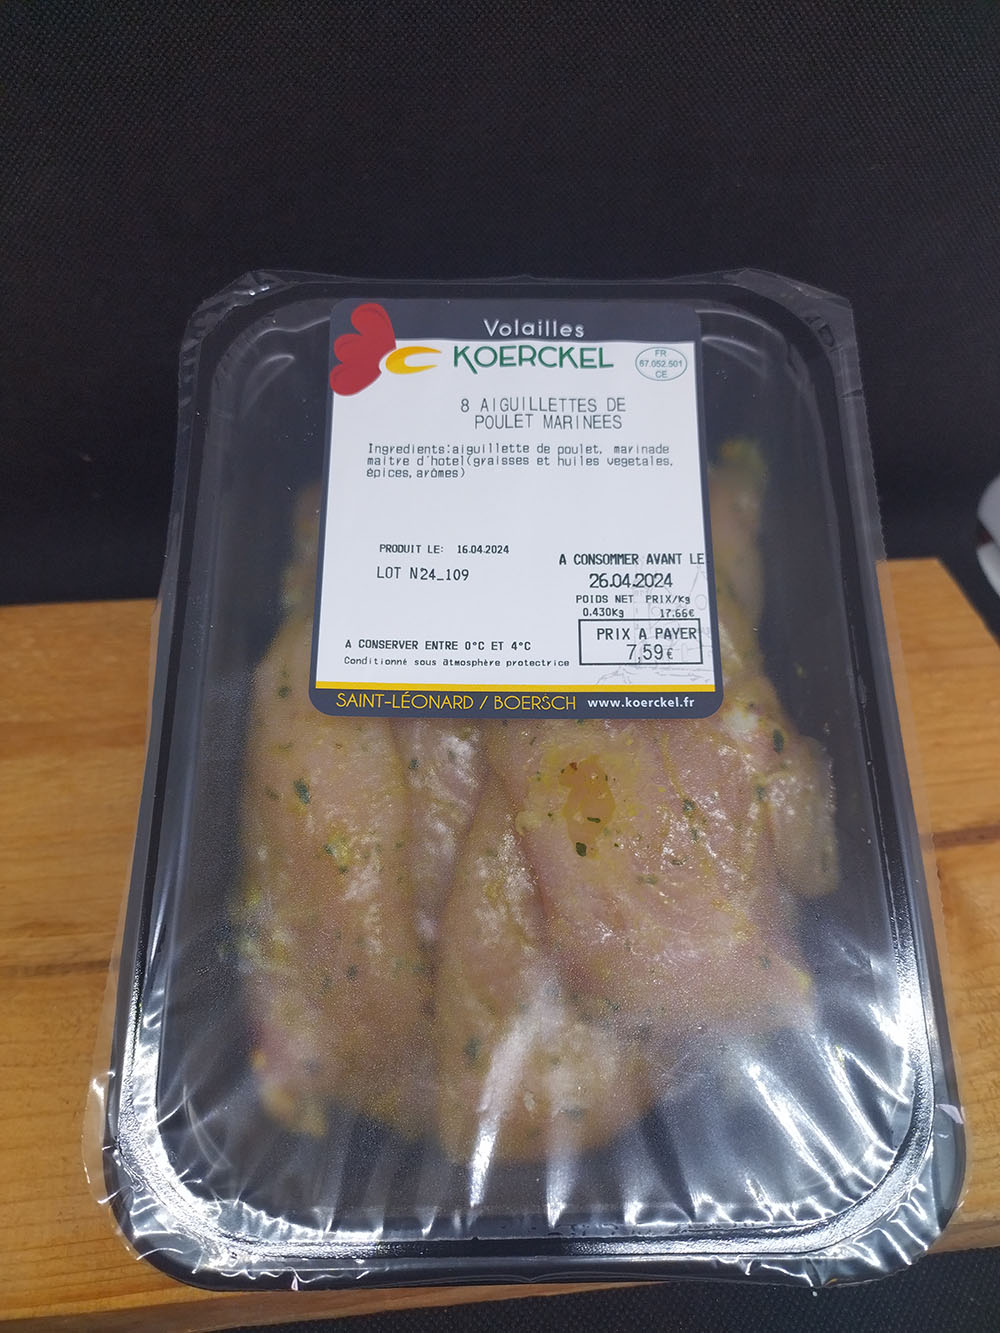 Volailles
KOERCKEL
FR
67.052.501
CE
8 AIGUILLETTES DE
POULET MARINEES
Ingredients:aiguillette de poulet, marinade
maitre d'hotel(graisses et huiles vegetales,
épices,arômes)
PRODUIT LE: 16.04.2024
A CONSOMMER AVANT LE
LOT N24_109
26.04.2024
POIDS NET PRIX/Kg
0.430Kg 17.66€
PRIX A PAYER
7,59€
A CONSERVER ENTRE 0°C ET 4°C
Conditionné sous atmosphère protectrice
SAINT-LÉONARD / BOERSCH www.koerckel.fr